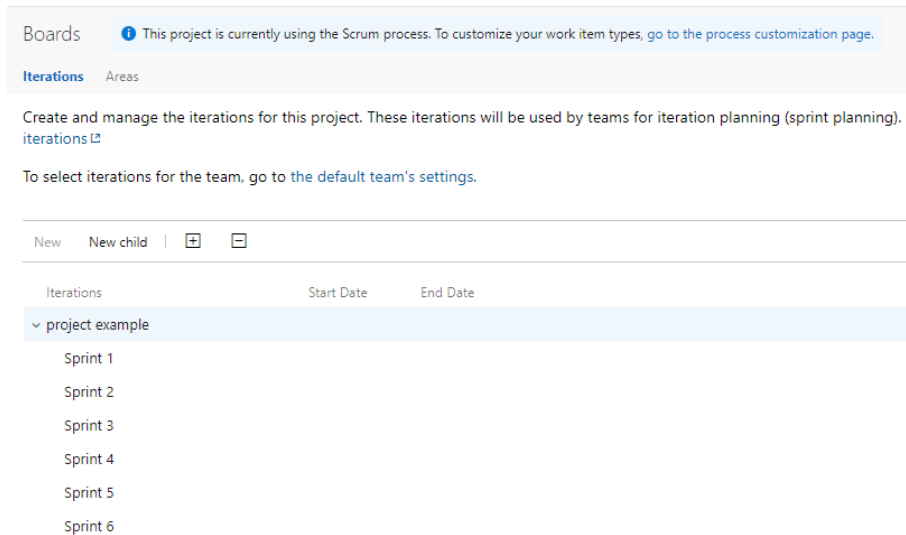 Boards This project is currently using the Scrum process. To customize your work item types, go to the process customization page.
Iterations Areas
Create and manage the iterations for this project. These iterations will be used by teams for iteration planning (sprint planning).
iterations
To select iterations for the team, go to the default team's settings.
New New child
Iterations Start Date End Date
project example
Sprint 1
Sprint 2
Sprint 3
Sprint 4
Sprint 5
Sprint 6